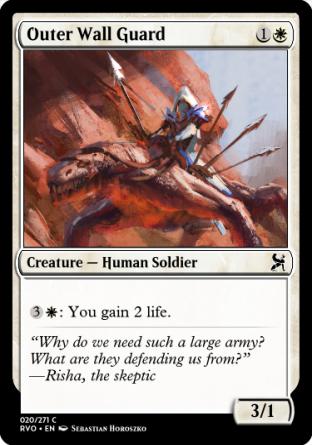 Outer Wall Guard 1
Creature — Human Soldier
3 : You gain 2 life.
“Why do we need such a large army?
What are they defending us from?”
—Risha, the skeptic
3/1
020/271 C
RVO • EN Sebastian Horoszko